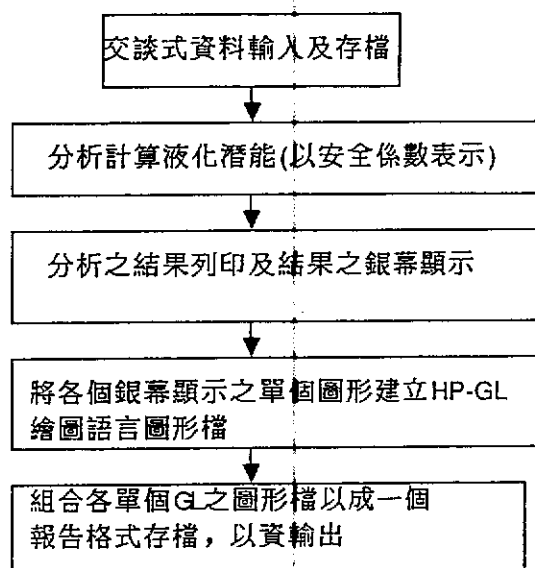 交談式資料輸入及存檔
分析計算液化潛能(以安全係數表示)
分析之結果列印及結果之銀幕顯示
將各個銀幕顯示之單個圖形建立HP-GL
繪圖語言圖形檔
組合各單個GL之圖形檔以成一個
報告格式存檔，以資輸出